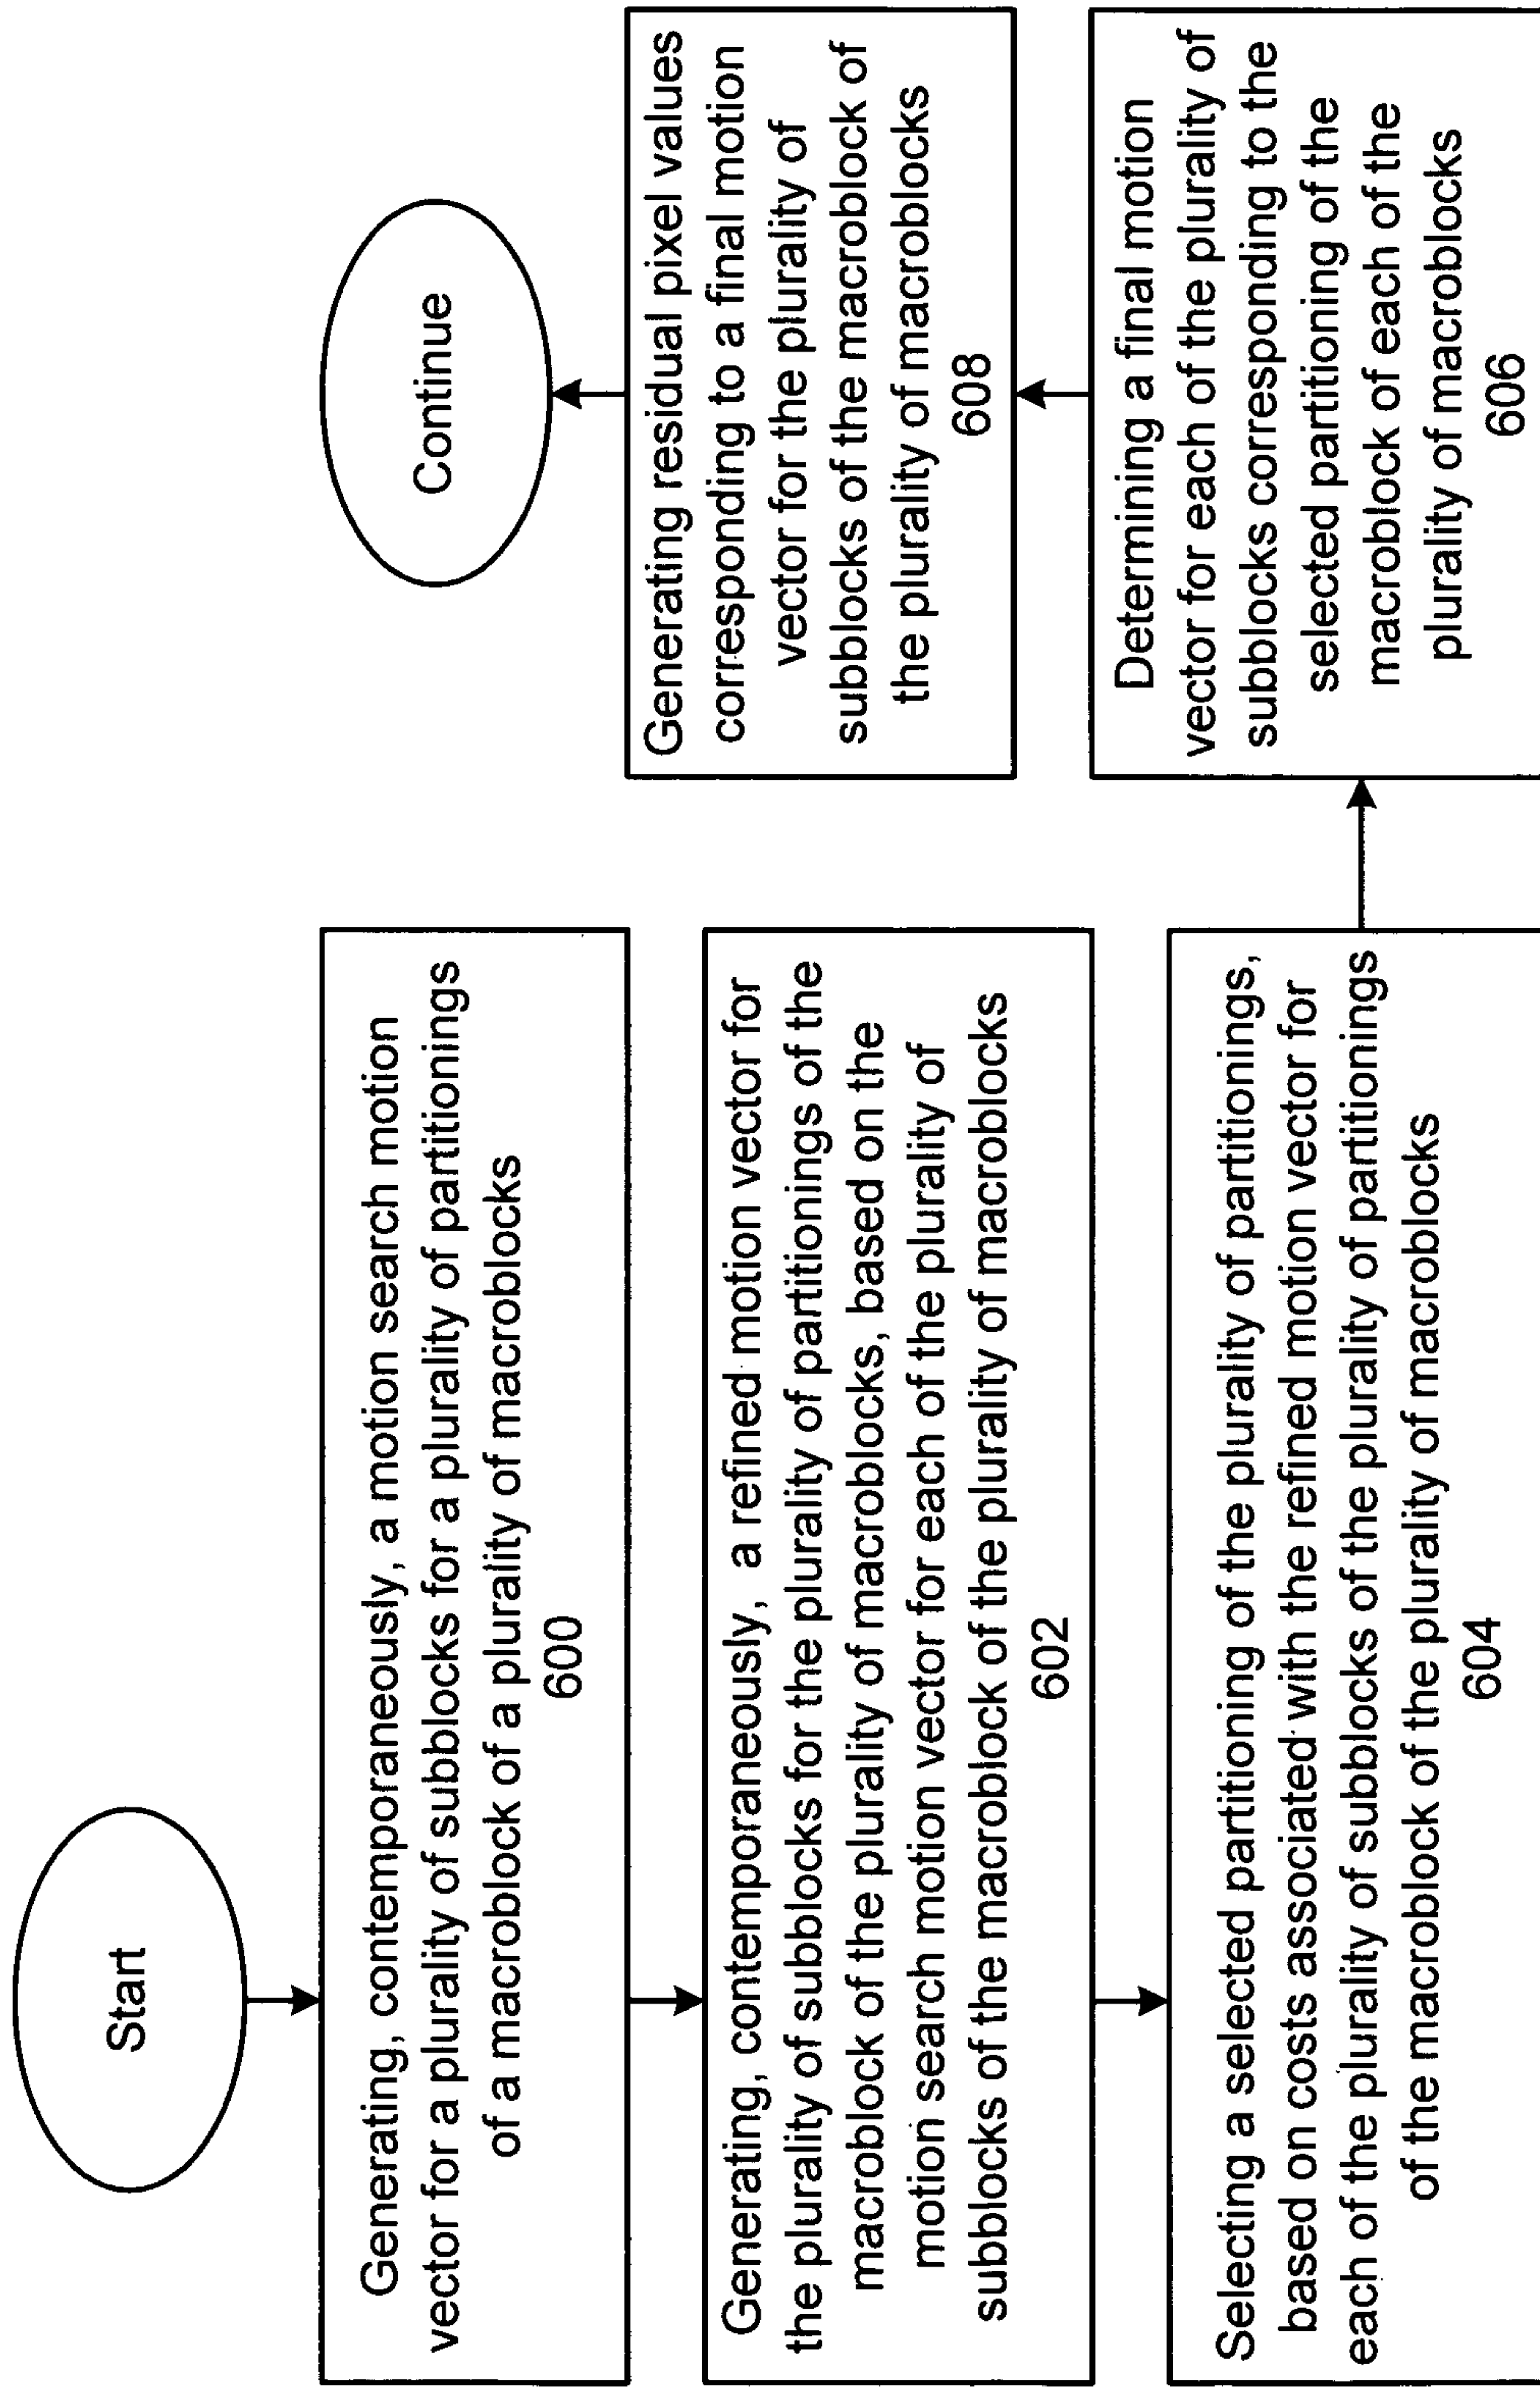 Start
Generating, contemporaneously, a motion search motion
vector for a plurality of subblocks for a plurality of partitionings
of a macroblock of a plurality of macroblocks
600
Generating, contemporaneously, a refined motion vector for
the plurality of subblocks for the plurality of partitionings of the
macroblock of the plurality of macroblocks, based on the
motion search motion vector for each of the plurality of
subblocks of the macroblock of the plurality of macroblocks
602
Selecting a selected partitioning of the plurality of partitionings,
based on costs associated with the refined motion vector for
each of the plurality of subblocks of the plurality of partitionings
of the macroblock of the plurality of macroblocks
604
Determining a final motion
vector for each of the plurality of
subblocks corresponding to the
selected partitioning of the
macroblock of each of the
plurality of macroblocks
606
Generating residual pixel values
corresponding to a final motion
vector for the plurality of
subblocks of the macroblock of
the plurality of macroblocks
608
Continue